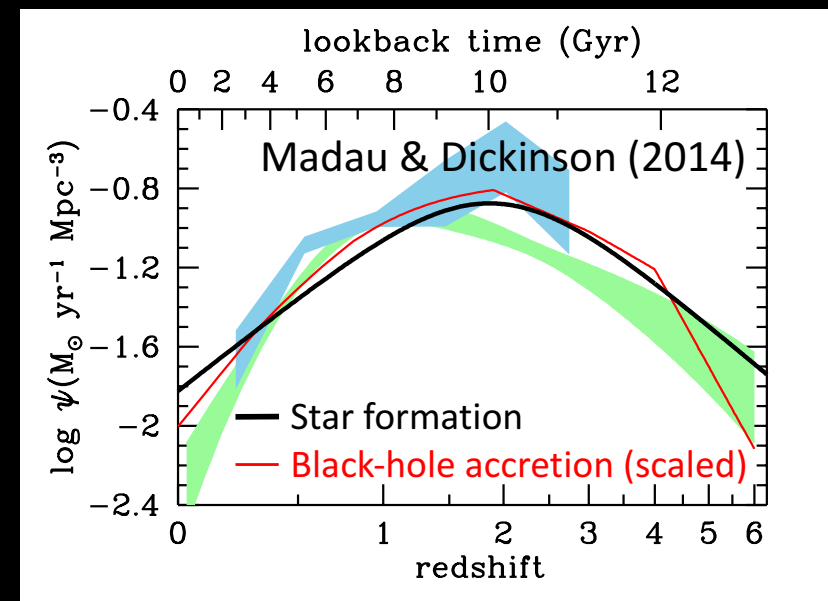 lookback time (Gyr)
0 2 4 6 8 10 12
−0.4
Madau & Dickinson (2014)
−0.8
−1.2
−1.6
−2
−2.4
log ψ(M⊙ yr⁻¹ Mpc⁻³)
Star formation
Black-hole accretion (scaled)
0 1 2 3 4 5 6
redshift